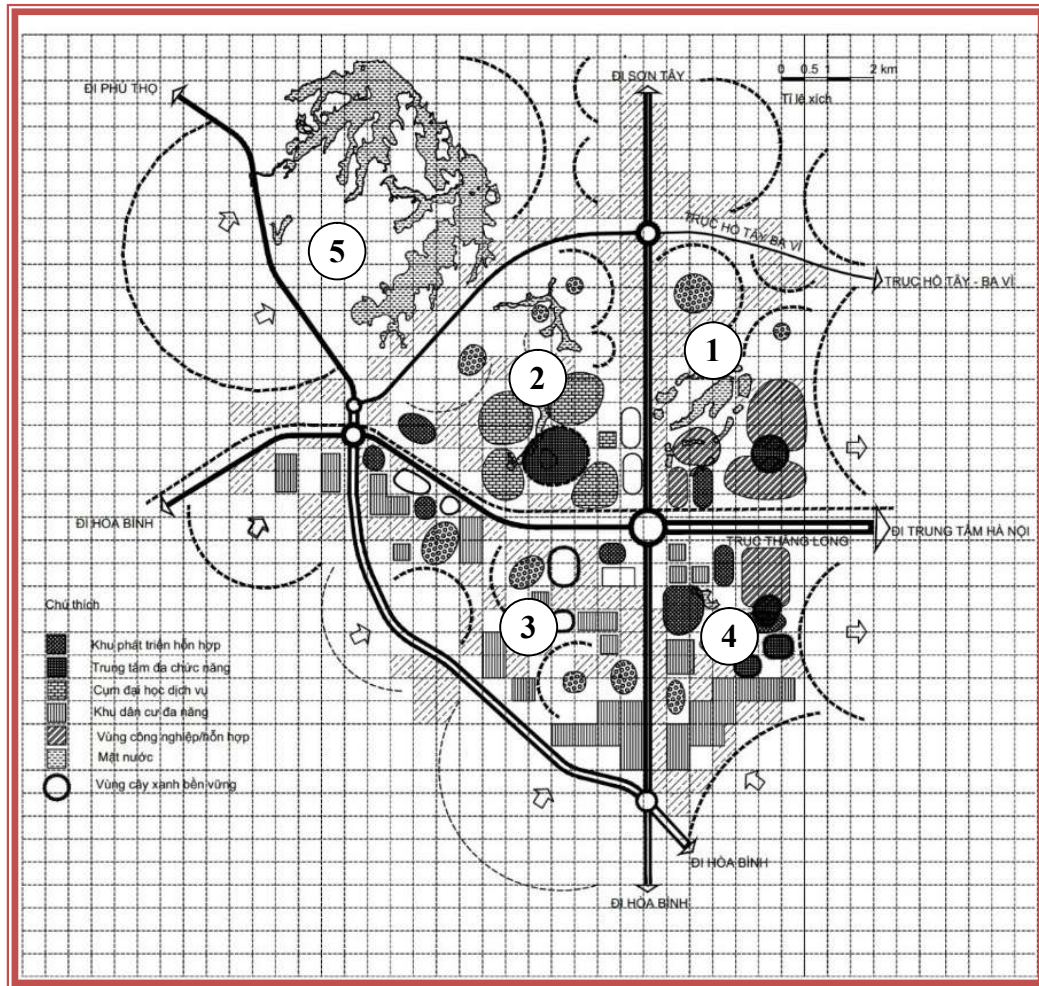 ĐI PHÚ THỌ
ĐI SƠN TÂY
0 0.5 1 2 km
Tỉ lệ xích
TRỤC HỒ TÂY BA VÌ
TRỤC HỒ TÂY - BA VÌ
5
1
2
ĐI HÒA BÌNH
ĐI TRUNG TÂM HÀ NỘI
TRỤC THĂNG LONG
3
4
Chú thích
Khu phát triển hỗn hợp
Trung tâm đa chức năng
Cụm đại học dịch vụ
Khu dân cư đa năng
Vùng công nghiệp/hỗn hợp
Mặt nước
Vùng cây xanh bền vững
ĐI HÒA BÌNH
ĐI HÒA BÌNH